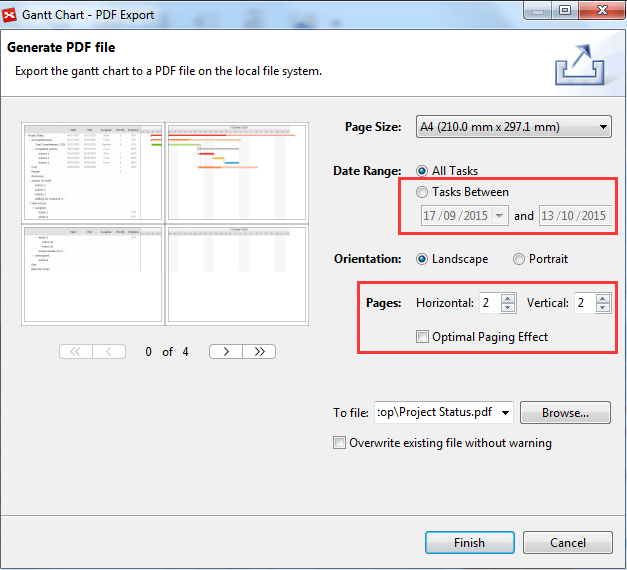 Gantt Chart - PDF Export
Generate PDF file
Export the gantt chart to a PDF file on the local file system.
Page Size: A4 (210.0 mm x 297.1 mm)
Date Range: All Tasks
Tasks Between
17/09/2015 and 13/10/2015
Orientation: Landscape Portrait
Pages: Horizontal: 2 Vertical: 2
Optimal Paging Effect
0 of 4
To file: top\Project Status.pdf Browse...
Overwrite existing file without warning
Finish Cancel